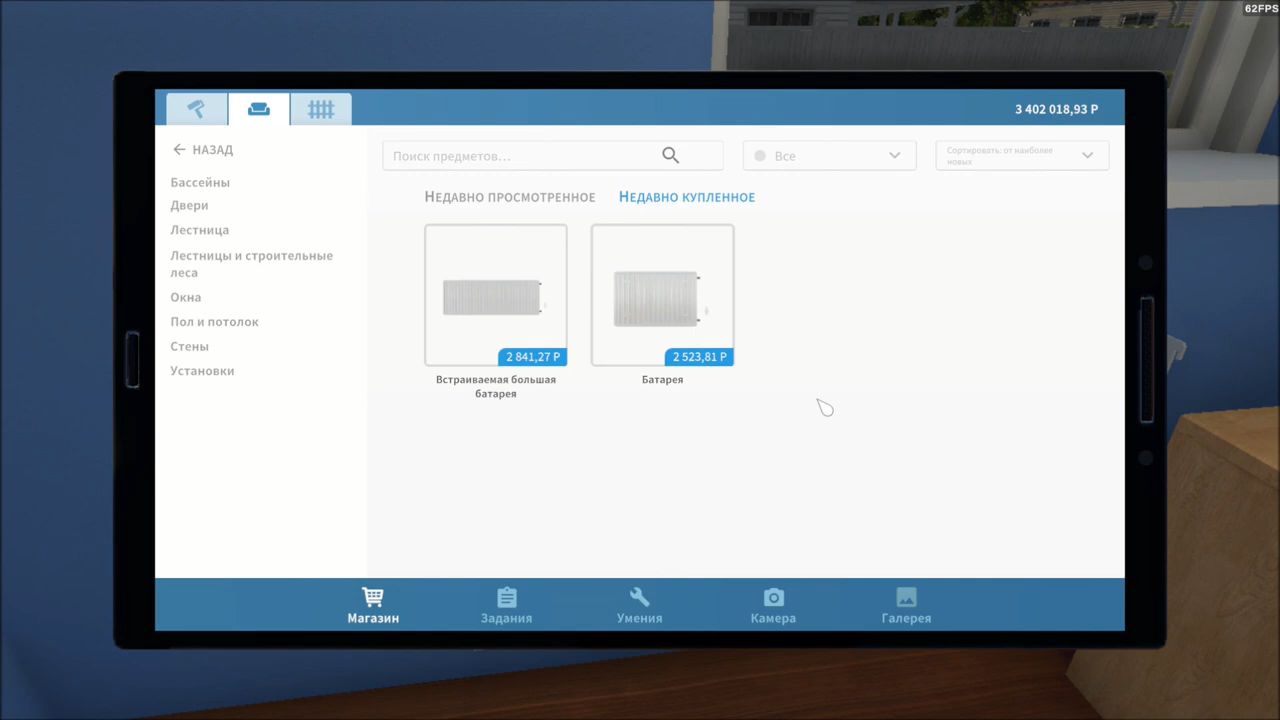 62FPS
3 402 018,93 Р
НАЗАД
Поиск предметов...
Все
Сортировать: от наиболее
новых
Бассейны
Двери
Лестница
Лестницы и строительные
леса
Окна
Пол и потолок
Стены
Установки
Недавно просмотренное
Недавно купленное
2 841,27 Р
2 523,81 Р
Встраиваемая большая
батарея
Батарея
Магазин
Задания
Умения
Камера
Галерея